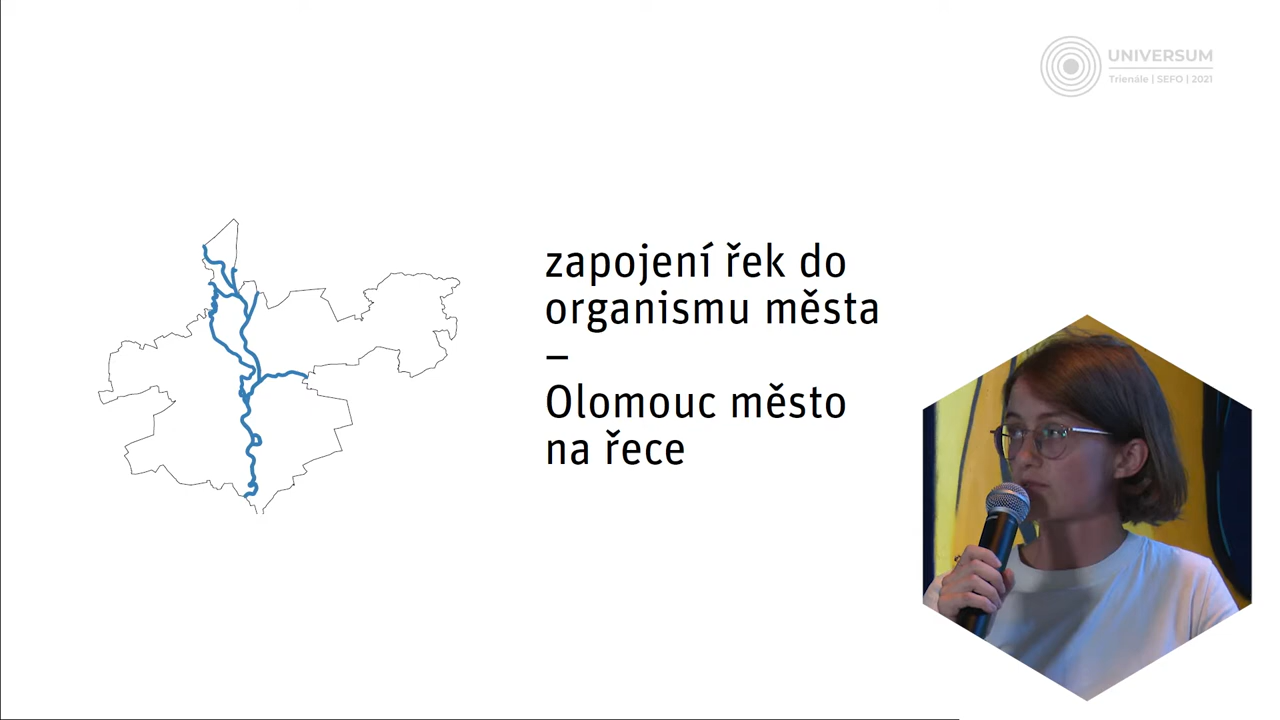 UNIVERSUM
Trienále | SEFO | 2021
zapojení řek do
organismu města
–
Olomouc město
na řece